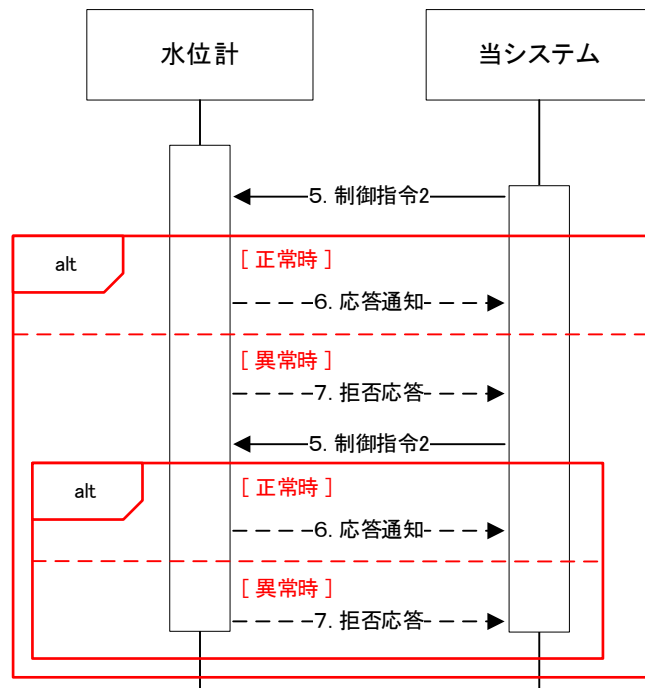 水位計
当システム
5. 制御指令2
alt
[ 正常時 ]
6. 応答通知
[ 異常時 ]
7. 拒否応答
5. 制御指令2
alt
[ 正常時 ]
6. 応答通知
[ 異常時 ]
7. 拒否応答